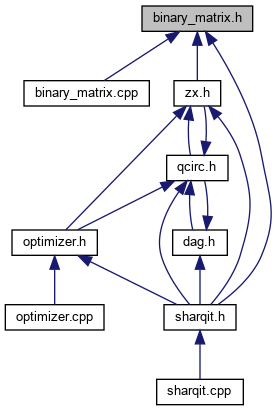 binary_matrix.h
binary_matrix.cpp
zx.h
qcirc.h
optimizer.h
dag.h
optimizer.cpp
sharqit.h
sharqit.cpp